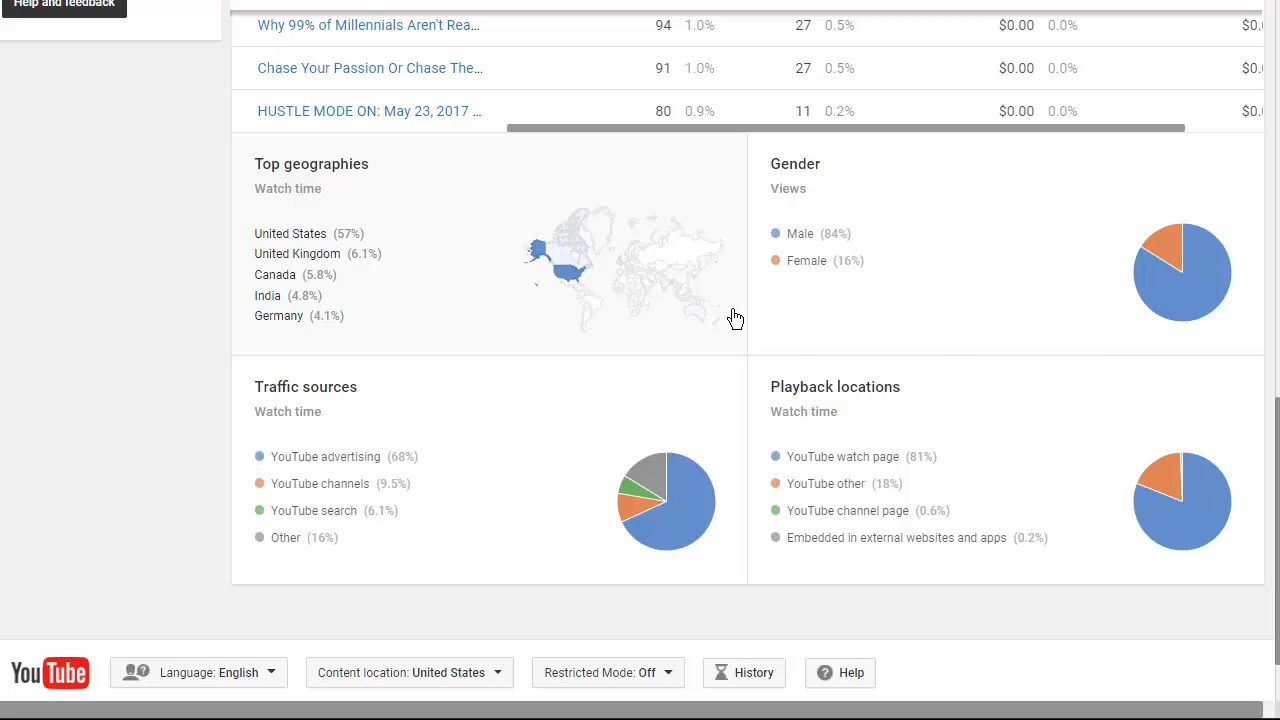 Help and feedback
Why 99% of Millennials Aren't Rea... 94 1.0% 27 0.5% $0.00 0.0% $0.
Chase Your Passion Or Chase The... 91 1.0% 27 0.5% $0.00 0.0% $0.
HUSTLE MODE ON: May 23, 2017 ... 80 0.9% 11 0.2% $0.00 0.0% $0.
Top geographies
Watch time
United States (57%)
United Kingdom (6.1%)
Canada (5.8%)
India (4.8%)
Germany (4.1%)
Gender
Views
Male (84%)
Female (16%)
Traffic sources
Watch time
YouTube advertising (68%)
YouTube channels (9.5%)
YouTube search (6.1%)
Other (16%)
Playback locations
Watch time
YouTube watch page (81%)
YouTube other (18%)
YouTube channel page (0.6%)
Embedded in external websites and apps (0.2%)
YouTube Language: English Content location: United States Restricted Mode: Off History Help